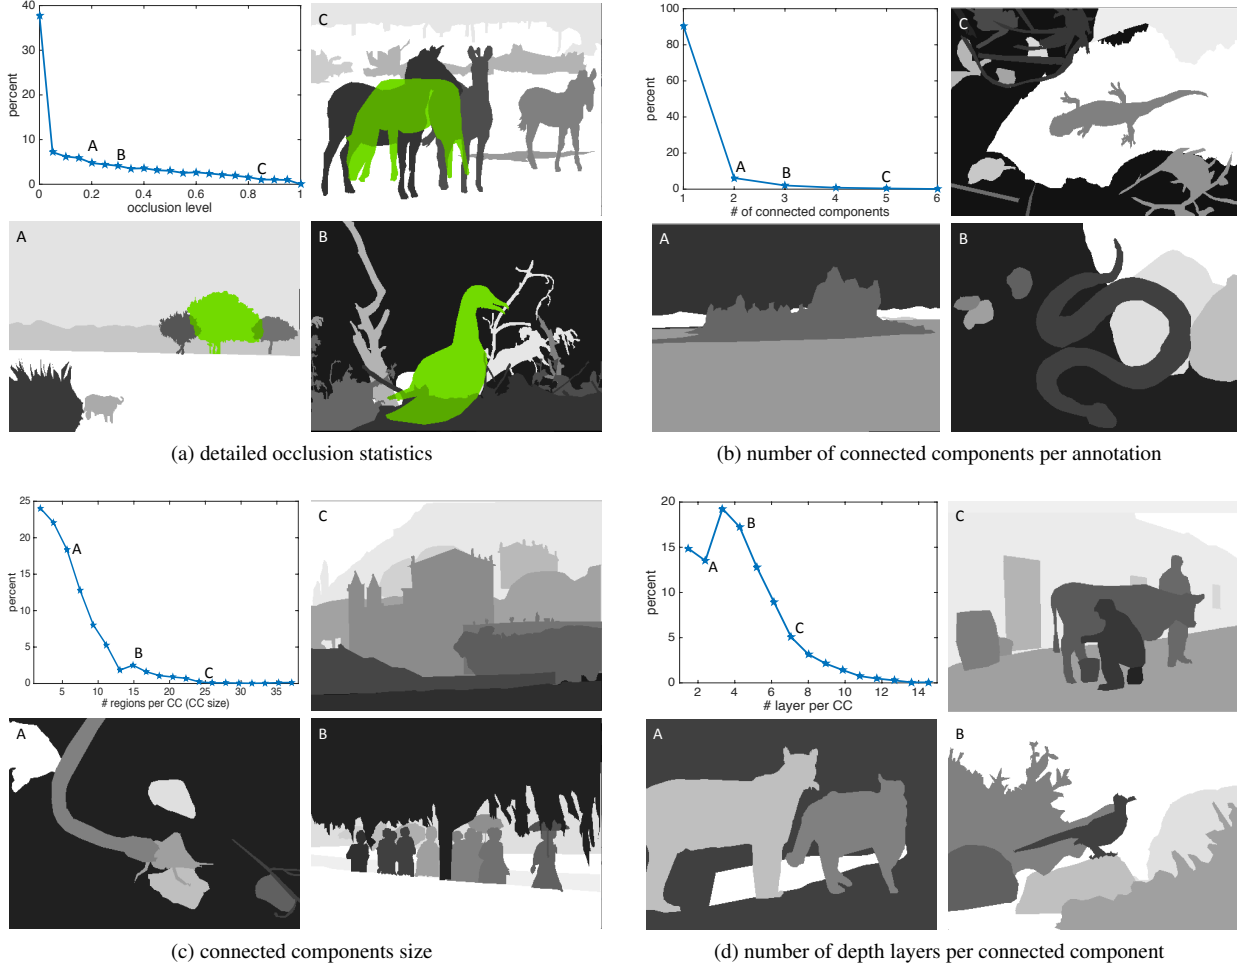 40
30
20
10
0
percent
0
0.2
0.4
0.6
0.8
1
occlusion level
A
B
C
C
A
B
(a) detailed occlusion statistics
100
80
60
40
20
0
percent
1
2
3
4
5
6
# of connected components
A
B
C
C
A
B
(b) number of connected components per annotation
25
20
15
10
5
0
percent
5
10
15
20
25
30
35
# regions per CC (CC size)
A
B
C
C
A
B
(c) connected components size
20
15
10
5
0
percent
2
4
6
8
10
12
14
# layer per CC
A
B
C
C
A
B
(d) number of depth layers per connected component